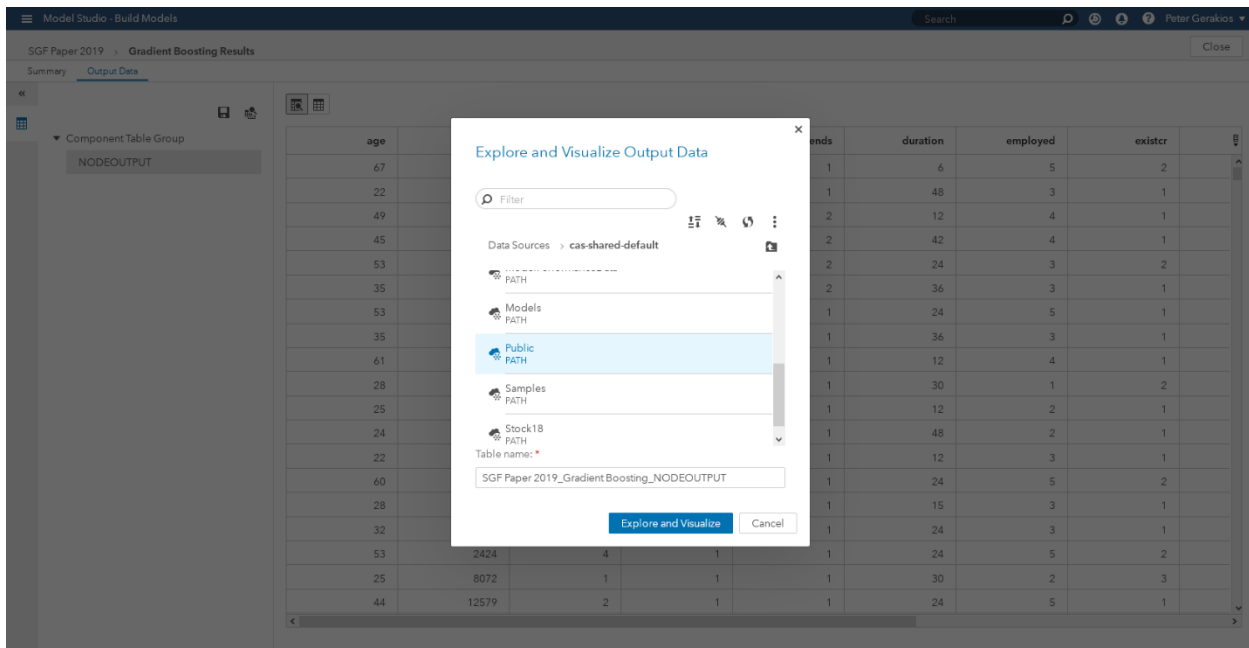 Model Studio - Build Models
Search
Peter Gerakios
SGF Paper 2019 > Gradient Boosting Results
Close
Summary Output Data
Component Table Group
NODEOUTPUT
age ends duration employed existcr
67 1 6 5 2
22 1 48 3 1
49 2 12 4 1
45 2 42 4 1
53 2 24 3 2
35 2 36 3 1
53 1 24 5 1
35 1 36 3 1
61 1 12 4 1
28 1 30 1 2
25 1 12 2 1
24 1 48 2 1
22 1 12 3 1
60 1 24 5 2
28 1 15 3 1
32 1 24 3 1
53 2424 4 1 1 24 5 2
25 8072 1 1 1 30 2 3
44 12579 2 1 1 24 5 1
Explore and Visualize Output Data
Filter
Data Sources > cas-shared-default
PATH
Models
PATH
Public
PATH
Samples
PATH
Stock18
PATH
Table name: *
SGF Paper 2019_Gradient Boosting_NODEOUTPUT
Explore and Visualize Cancel